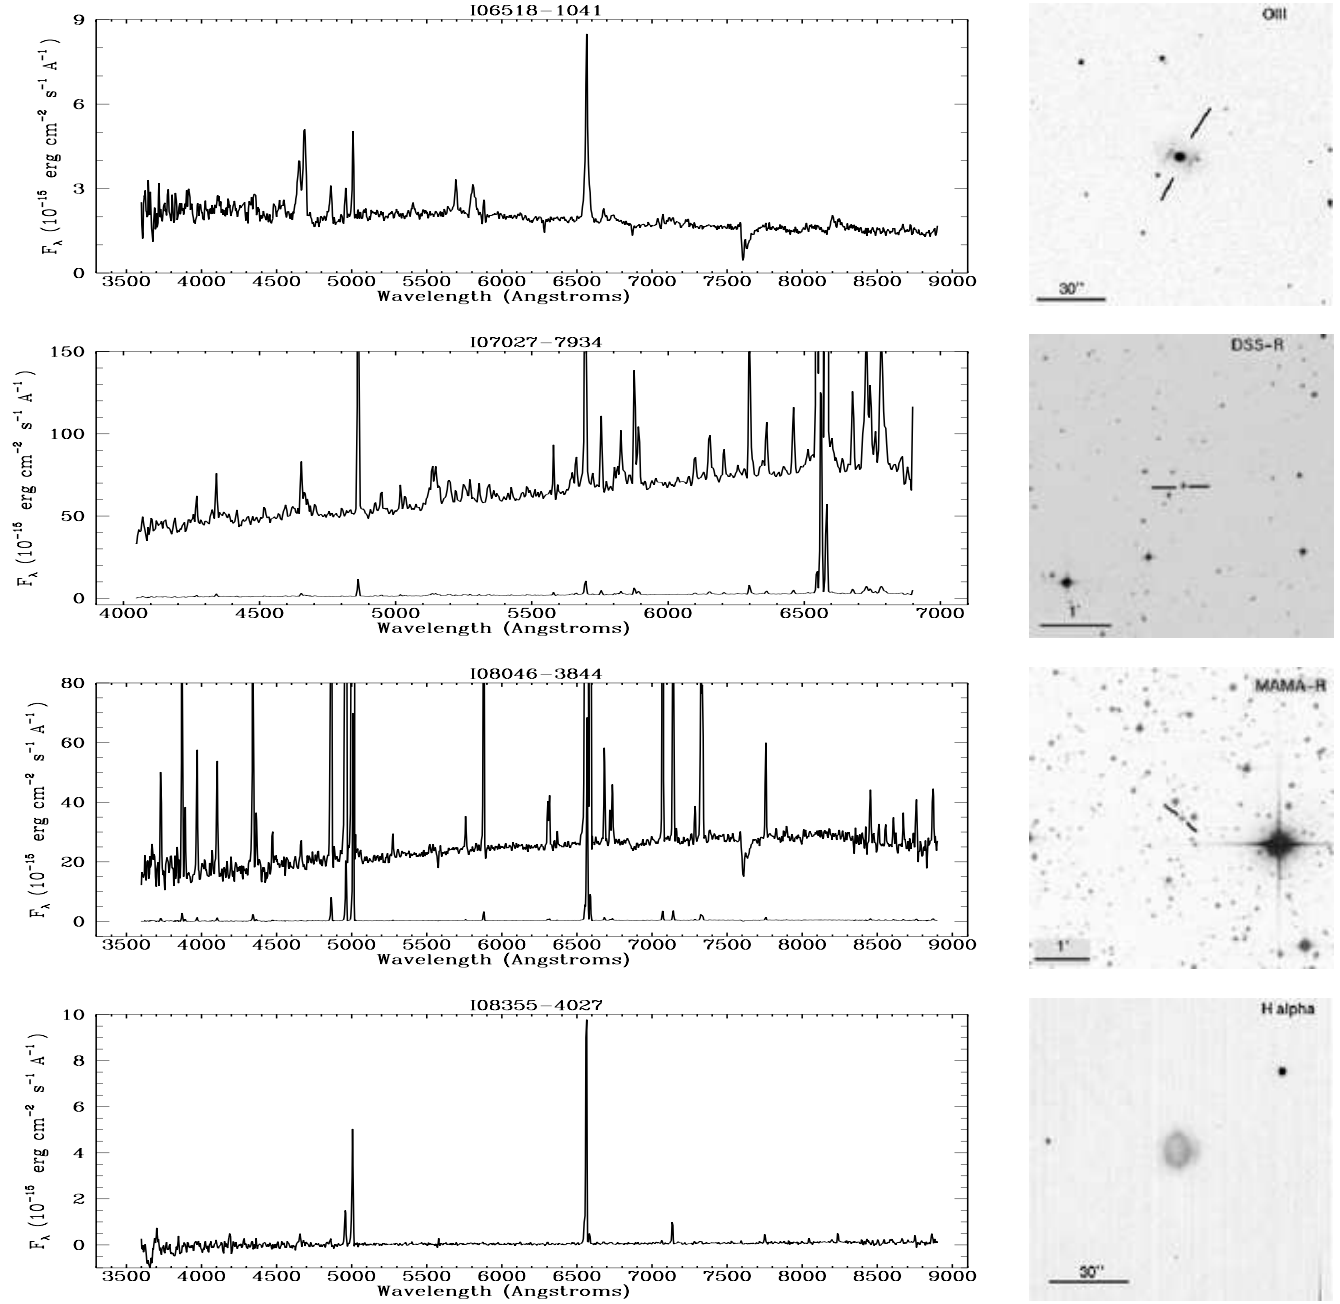 I06518-1041
OIII
9
6
3
0
F_λ (10^-15 erg cm^-2 s^-1 A^-1)
3500 4000 4500 5000 5500 6000 6500 7000 7500 8000 8500 9000
Wavelength (Angstroms)
30''
I07027-7934
DSS-R
150
100
50
0
F_λ (10^-15 erg cm^-2 s^-1 A^-1)
4000 4500 5000 5500 6000 6500 7000
Wavelength (Angstroms)
1'
I08046-3844
MAMA-R
80
60
40
20
0
F_λ (10^-15 erg cm^-2 s^-1 A^-1)
3500 4000 4500 5000 5500 6000 6500 7000 7500 8000 8500 9000
Wavelength (Angstroms)
1'
I08355-4027
H alpha
10
8
6
4
2
0
F_λ (10^-15 erg cm^-2 s^-1 A^-1)
3500 4000 4500 5000 5500 6000 6500 7000 7500 8000 8500 9000
Wavelength (Angstroms)
30''